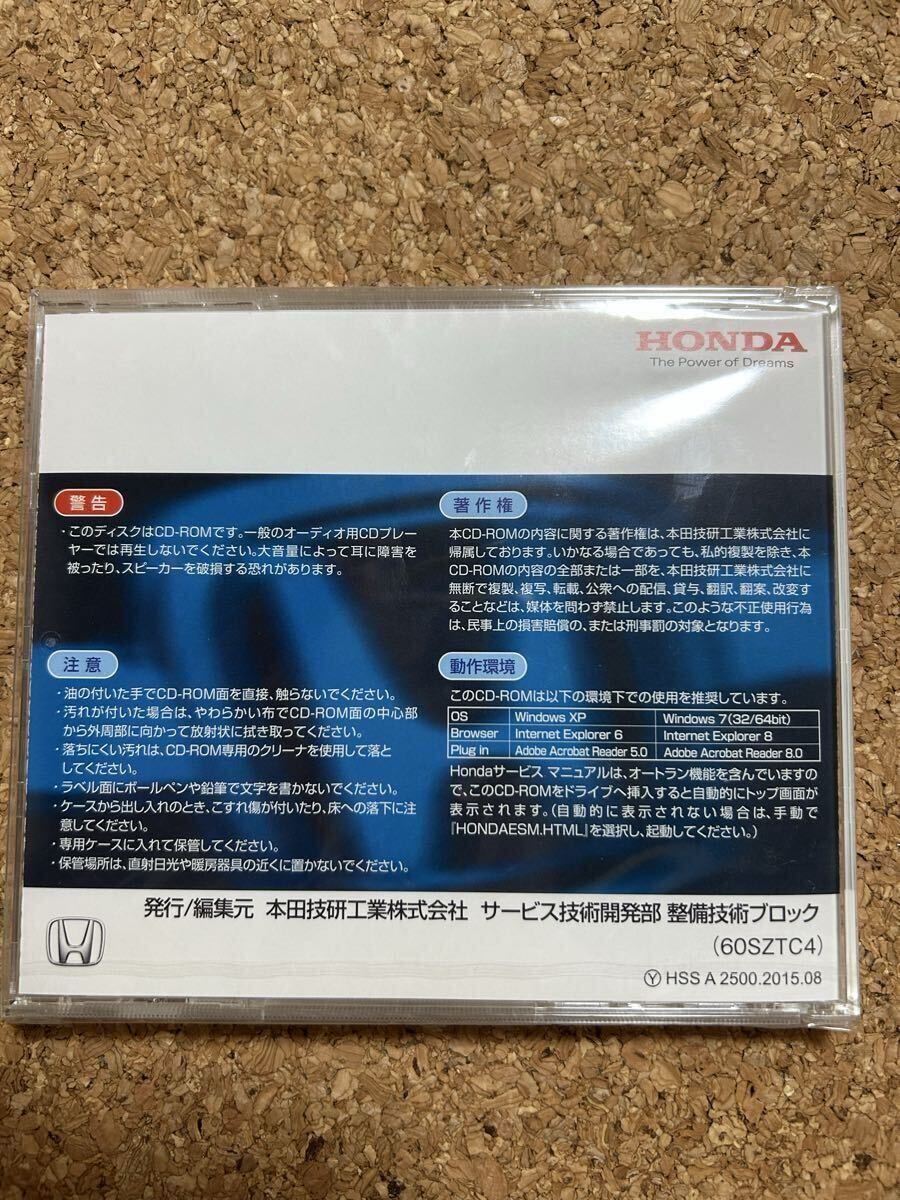 HONDA
The Power of Dreams
警告
・このディスクはCD-ROMです。一般のオーディオ用CDプレー
ヤーでは再生しないでください。大音量によって耳に障害を
被ったり、スピーカーを破損する恐れがあります。
注意
・油の付いた手でCD-ROM面を直接、触らないでください。
・汚れが付いた場合は、やわらかい布でCD-ROM面の中心部
から外周部に向かって放射状に拭き取ってください。
・落ちにくい汚れは、CD-ROM専用のクリーナを使用して落と
してください。
・ラベル面にボールペンや鉛筆で文字を書かないでください。
・ケースから出し入れのとき、こすれ傷が付いたり、床への落下に注
意してください。
・専用ケースに入れて保管してください。
・保管場所は、直射日光や暖房器具の近くに置かないでください。
著作権
本CD-ROMの内容に関する著作権は、本田技研工業株式会社に
帰属しております。いかなる場合であっても、私的複製を除き、本
CD-ROMの内容の全部または一部を、本田技研工業株式会社に
無断で複製、複写、転載、公衆への配信、貸与、翻訳、翻案、改変す
ることなどは、媒体を問わず禁止します。このような不正使用行為
は、民事上の損害賠償の、または刑事罰の対象となります。
動作環境
このCD-ROMは以下の環境下での使用を推奨しています。
OS Windows XP Windows 7(32/64bit)
Browser Internet Explorer 6 Internet Explorer 8
Plug in Adobe Acrobat Reader 5.0 Adobe Acrobat Reader 8.0
Hondaサービス マニュアルは、オートラン機能を含んでいますの
で、このCD-ROMをドライブへ挿入すると自動的にトップ画面が
表示されます。(自動的に表示されない場合は、手動で
『HONDAESM.HTML』を選択し、起動してください。)
発行/編集元 本田技研工業株式会社 サービス技術開発部 整備技術ブロック
(60SZTC4)
Ⓨ HSS A 2500.2015.08